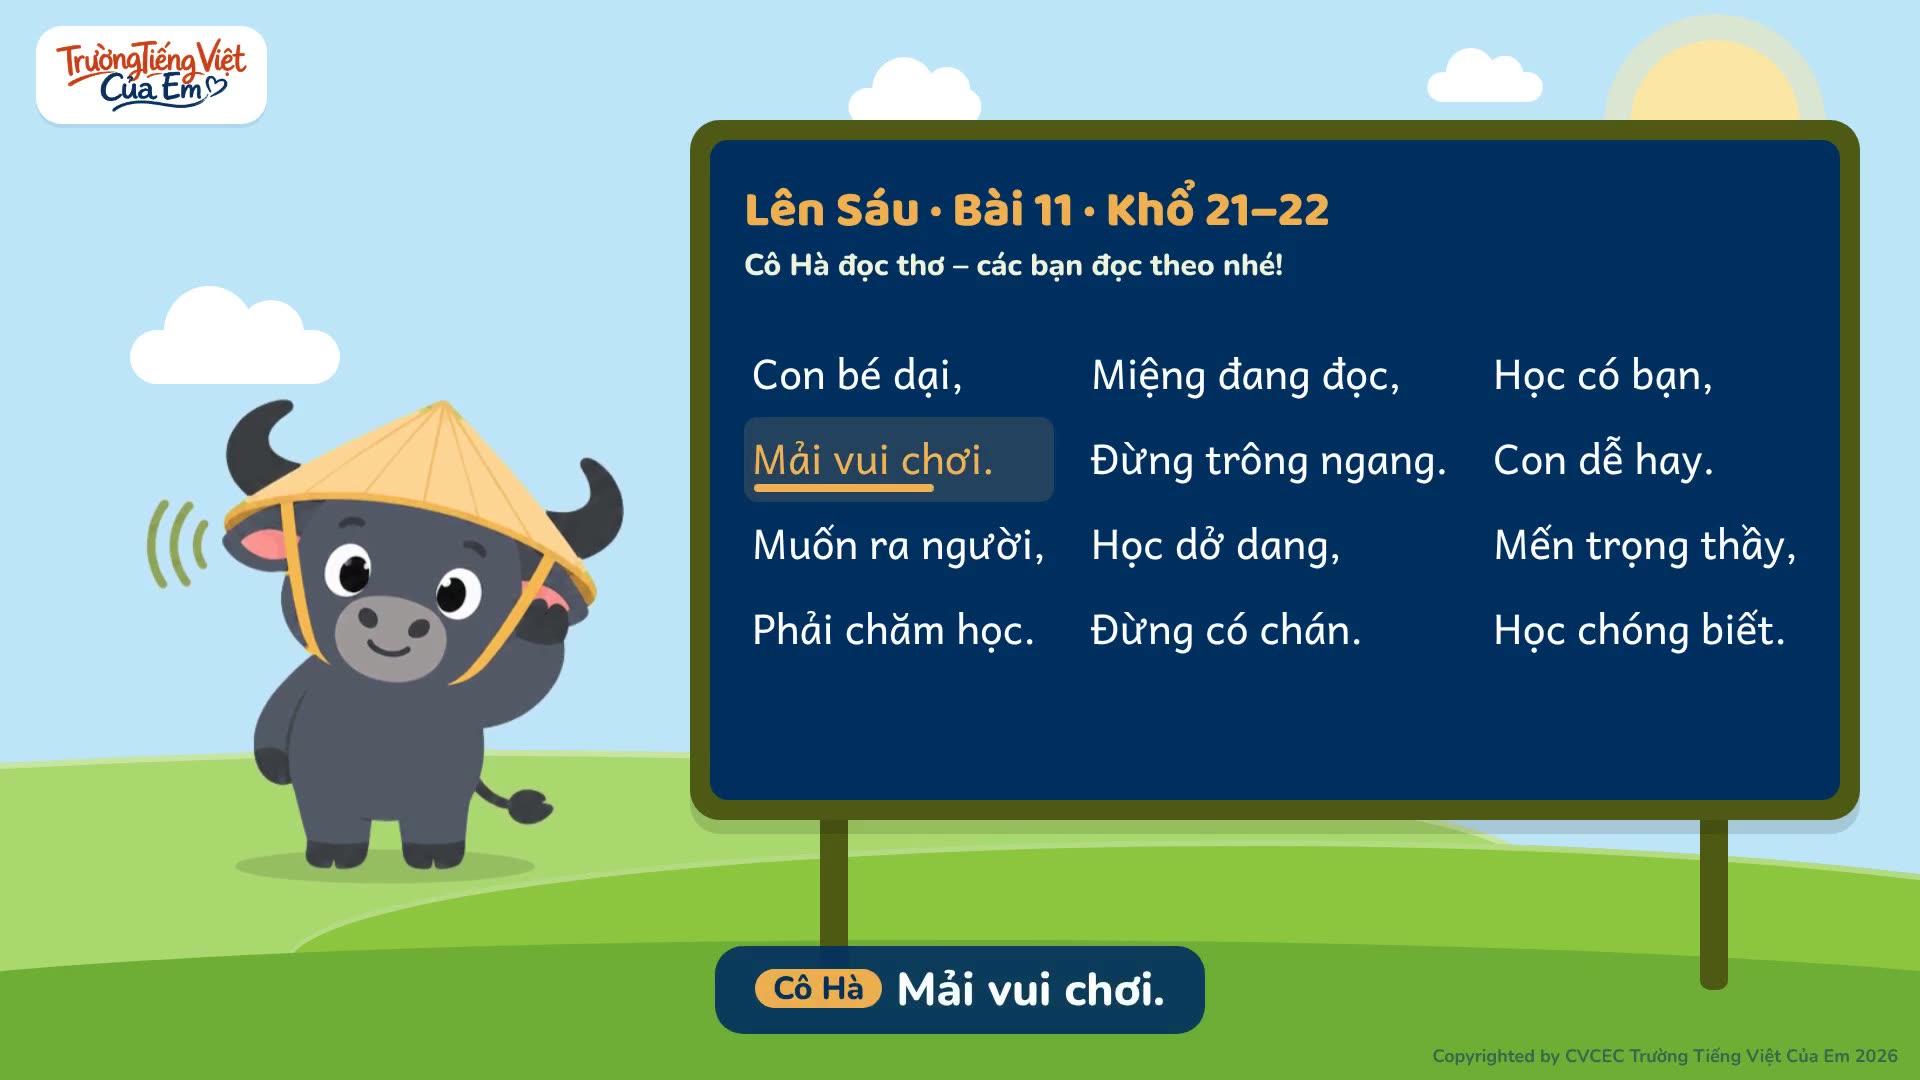 Trường Tiếng Việt
Của Em
Lên Sáu · Bài 11 · Khổ 21–22
Cô Hà đọc thơ – các bạn đọc theo nhé!
Con bé dại,
Mải vui chơi.
Muốn ra người,
Phải chăm học.
Miệng đang đọc,
Đừng trông ngang.
Học dở dang,
Đừng có chán.
Học có bạn,
Con dễ hay.
Mến trọng thầy,
Học chóng biết.
Cô Hà Mải vui chơi.
Copyrighted by CVCEC Trường Tiếng Việt Của Em 2026